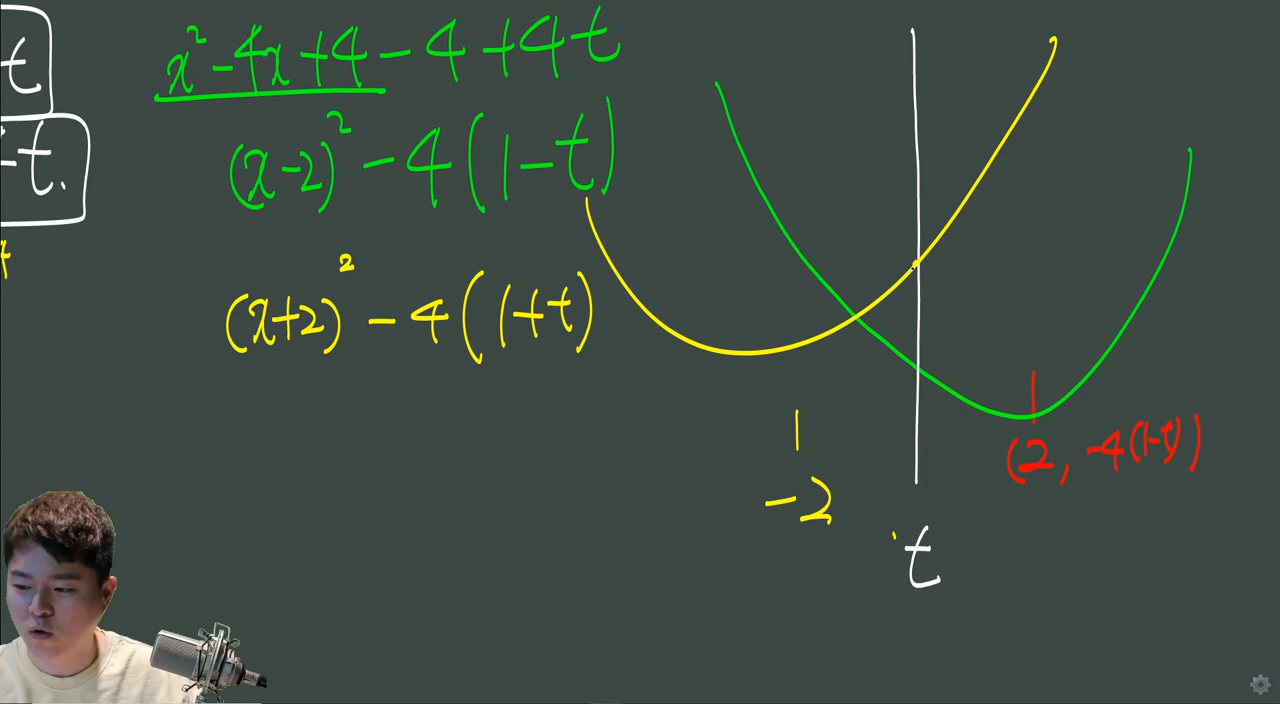 t
-t.
x² - 4x + 4 - 4 + 4t
(x-2)² - 4(1-t)
(x+2)² - 4(1+t)
(2, -4(1-t))
-2
t